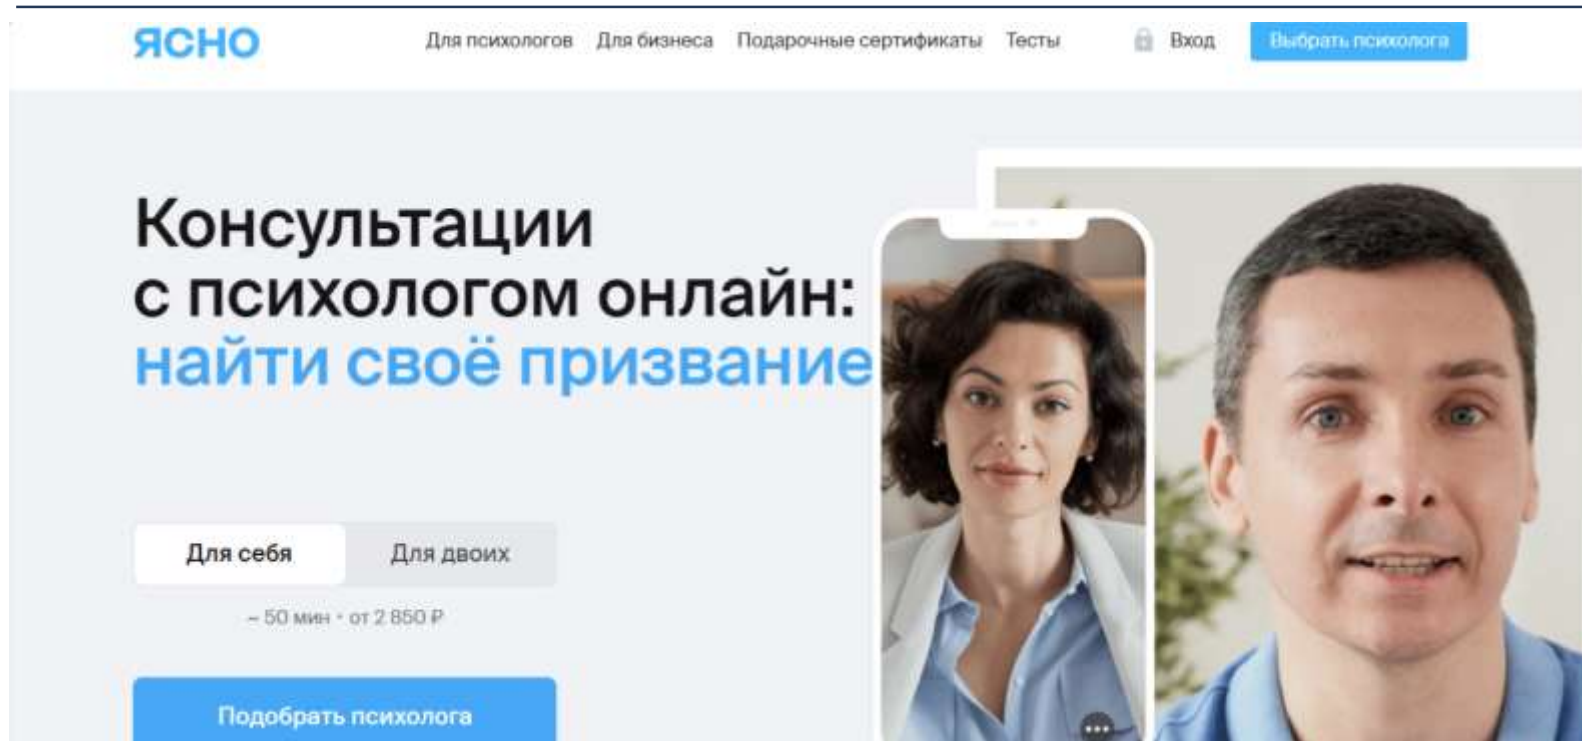 ЯСНО
Для психологов Для бизнеса Подарочные сертификаты Тесты Вход Выбрать психолога
Консультации
с психологом онлайн:
найти своё призвание
Для себя Для двоих
~ 50 мин • от 2 850 ₽
Подобрать психолога